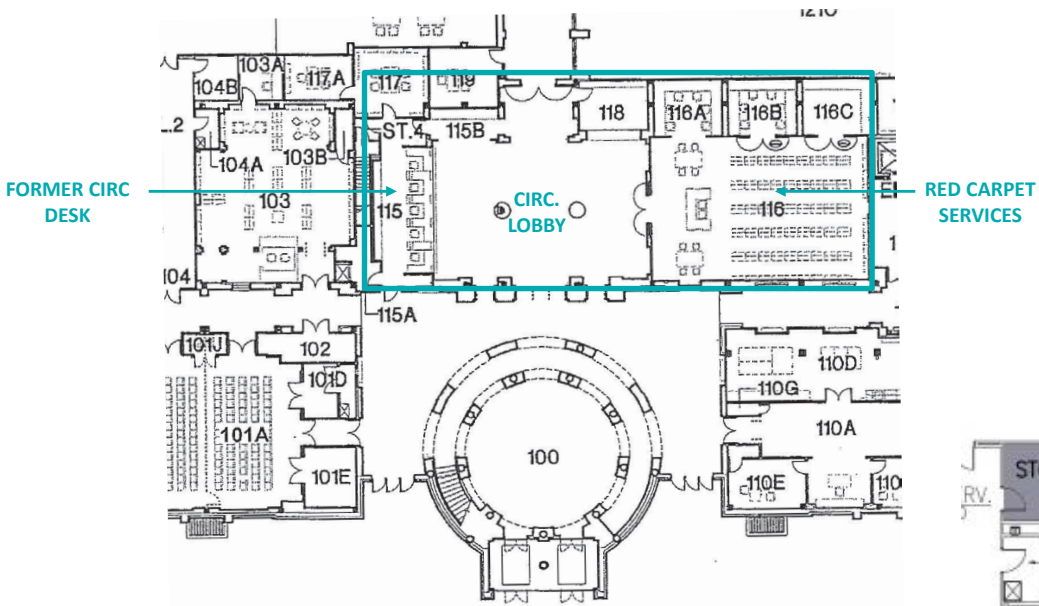 121C
103A
104B
117A
117
119
118
116A
116B
116C
L.2
ST.4
115B
103B
104A
FORMER CIRC
DESK
103
115
CIRC.
LOBBY
116
RED CARPET
SERVICES
104
115A
101J
102
101D
110D
110G
101A
110A
100
101E
110E
110
STO
RV.